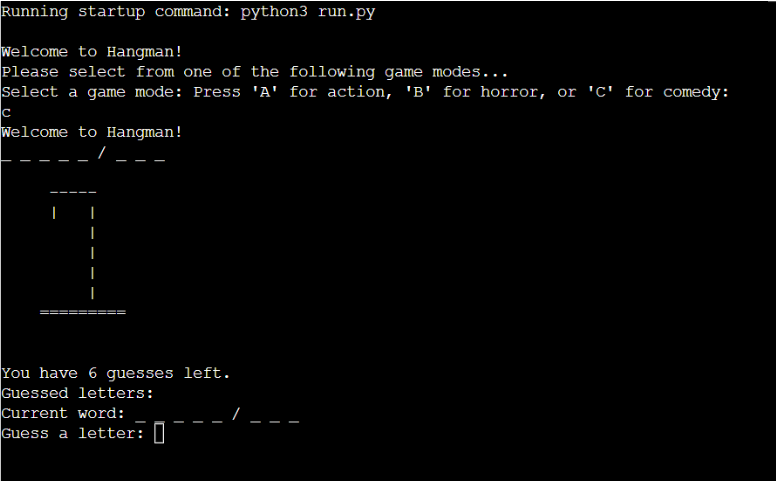 Running startup command: python3 run.py
Welcome to Hangman!
Please select from one of the following game modes...
Select a game mode: Press 'A' for action, 'B' for horror, or 'C' for comedy:
c
Welcome to Hangman!
_ _ _ _ _ / _ _ _
-----
|   |
|
|
|
|
=========
You have 6 guesses left.
Guessed letters:
Current word: _ _ _ _ _ / _ _ _
Guess a letter: